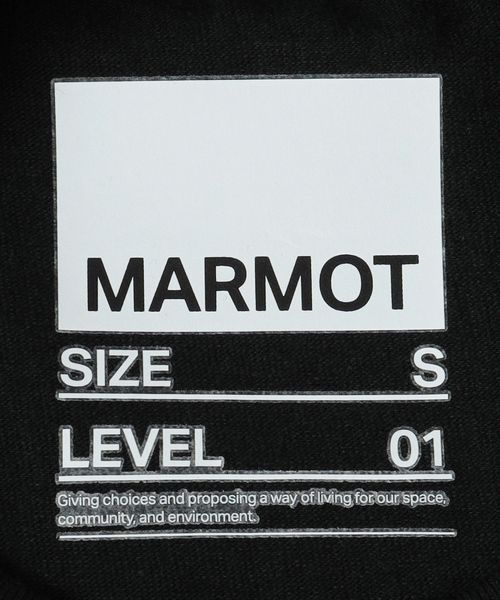 MARMOT
SIZE S
LEVEL 01
Giving choices and proposing a way of living for our space,
community, and environment.